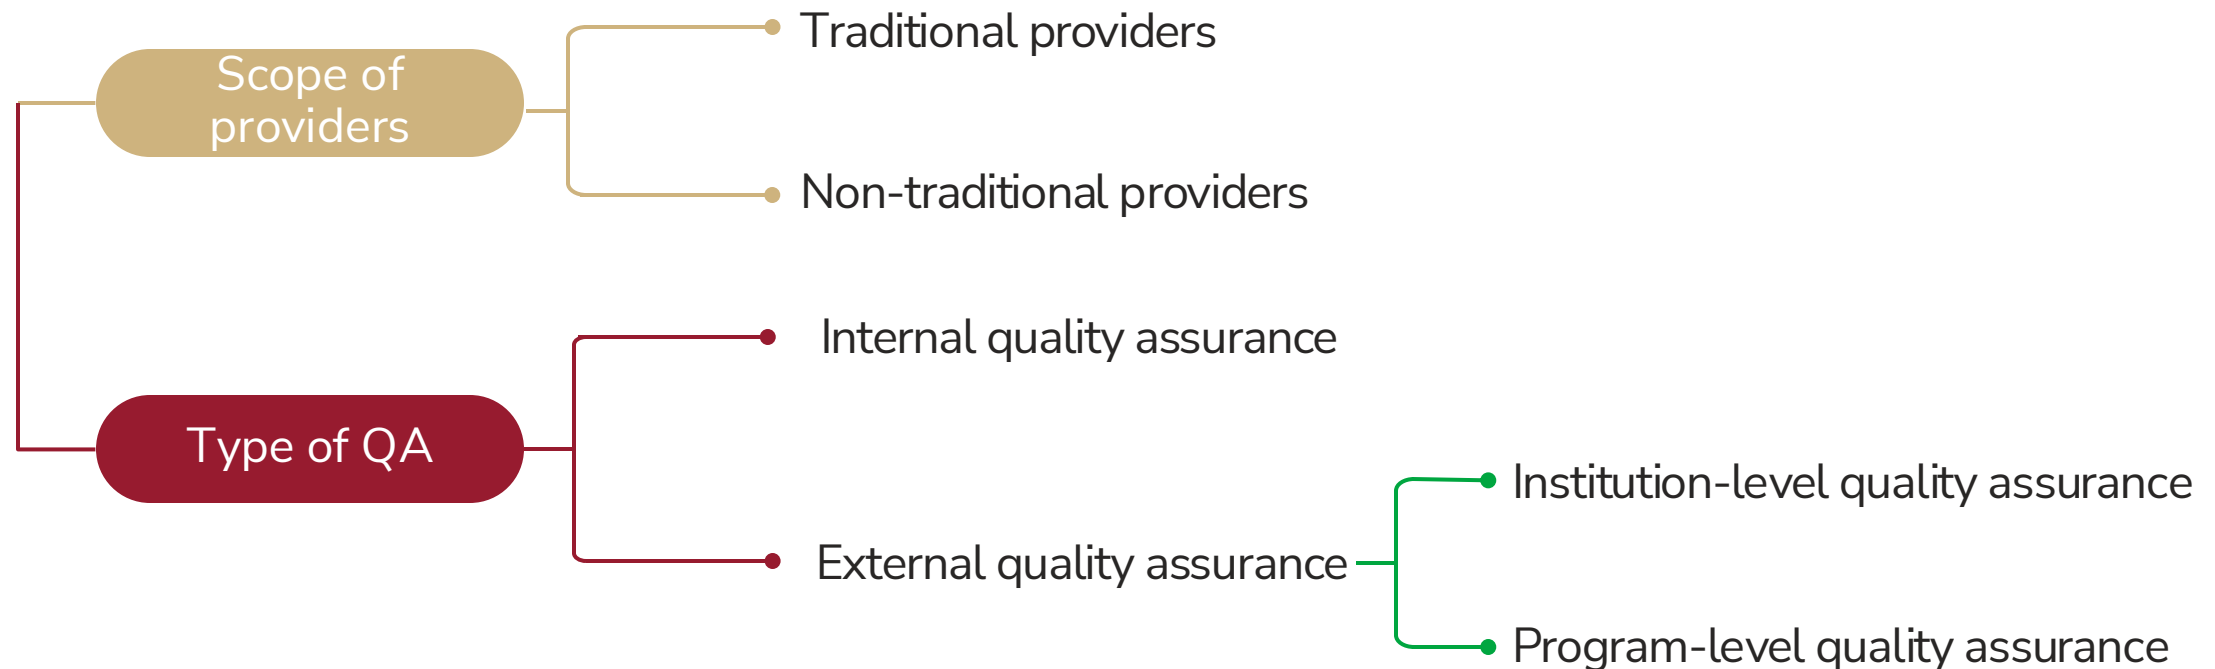 Scope of
providers
Traditional providers
Non-traditional providers
Type of QA
Internal quality assurance
External quality assurance
Institution-level quality assurance
Program-level quality assurance